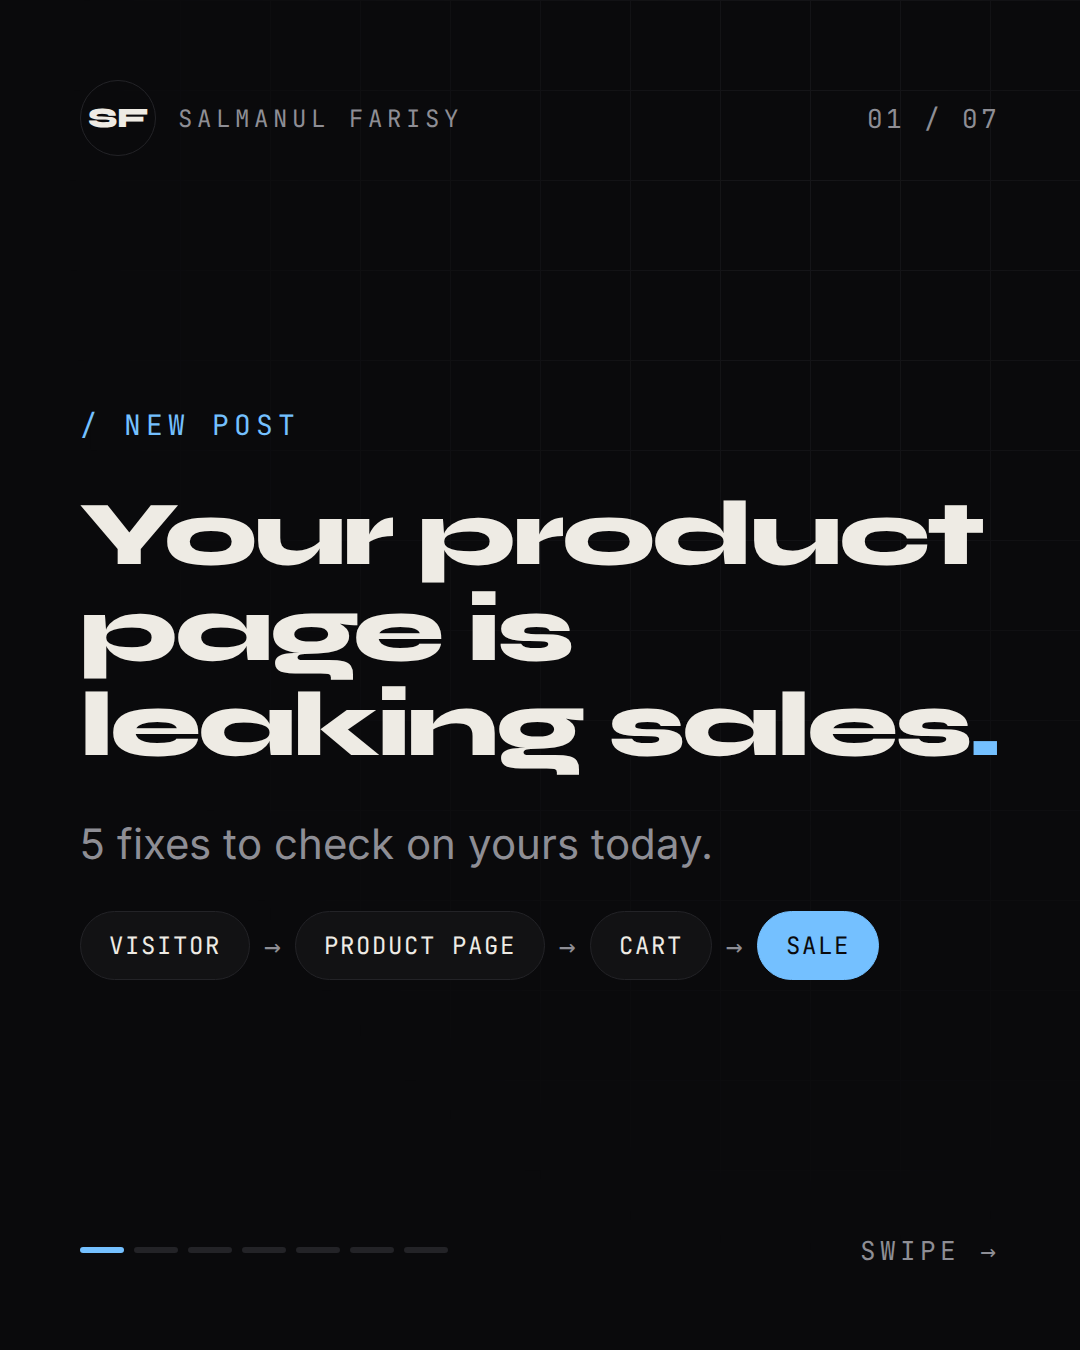 SF SALMANUL FARISY 01 / 07
/ NEW POST
Your product
page is
leaking sales.
5 fixes to check on yours today.
VISITOR → PRODUCT PAGE → CART → SALE
SWIPE →